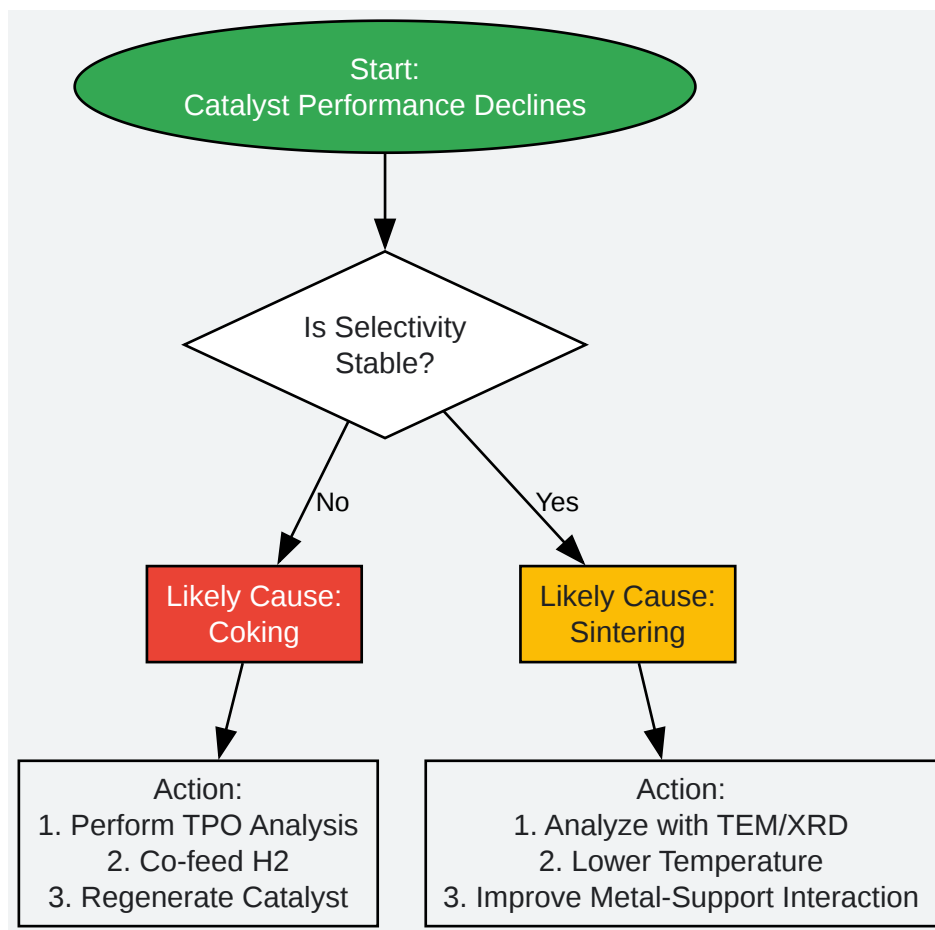 Start:
Catalyst Performance Declines
Is Selectivity
Stable?
No
Yes
Likely Cause:
Coking
Likely Cause:
Sintering
Action:
1. Perform TPO Analysis
2. Co-feed H2
3. Regenerate Catalyst
Action:
1. Analyze with TEM/XRD
2. Lower Temperature
3. Improve Metal-Support Interaction